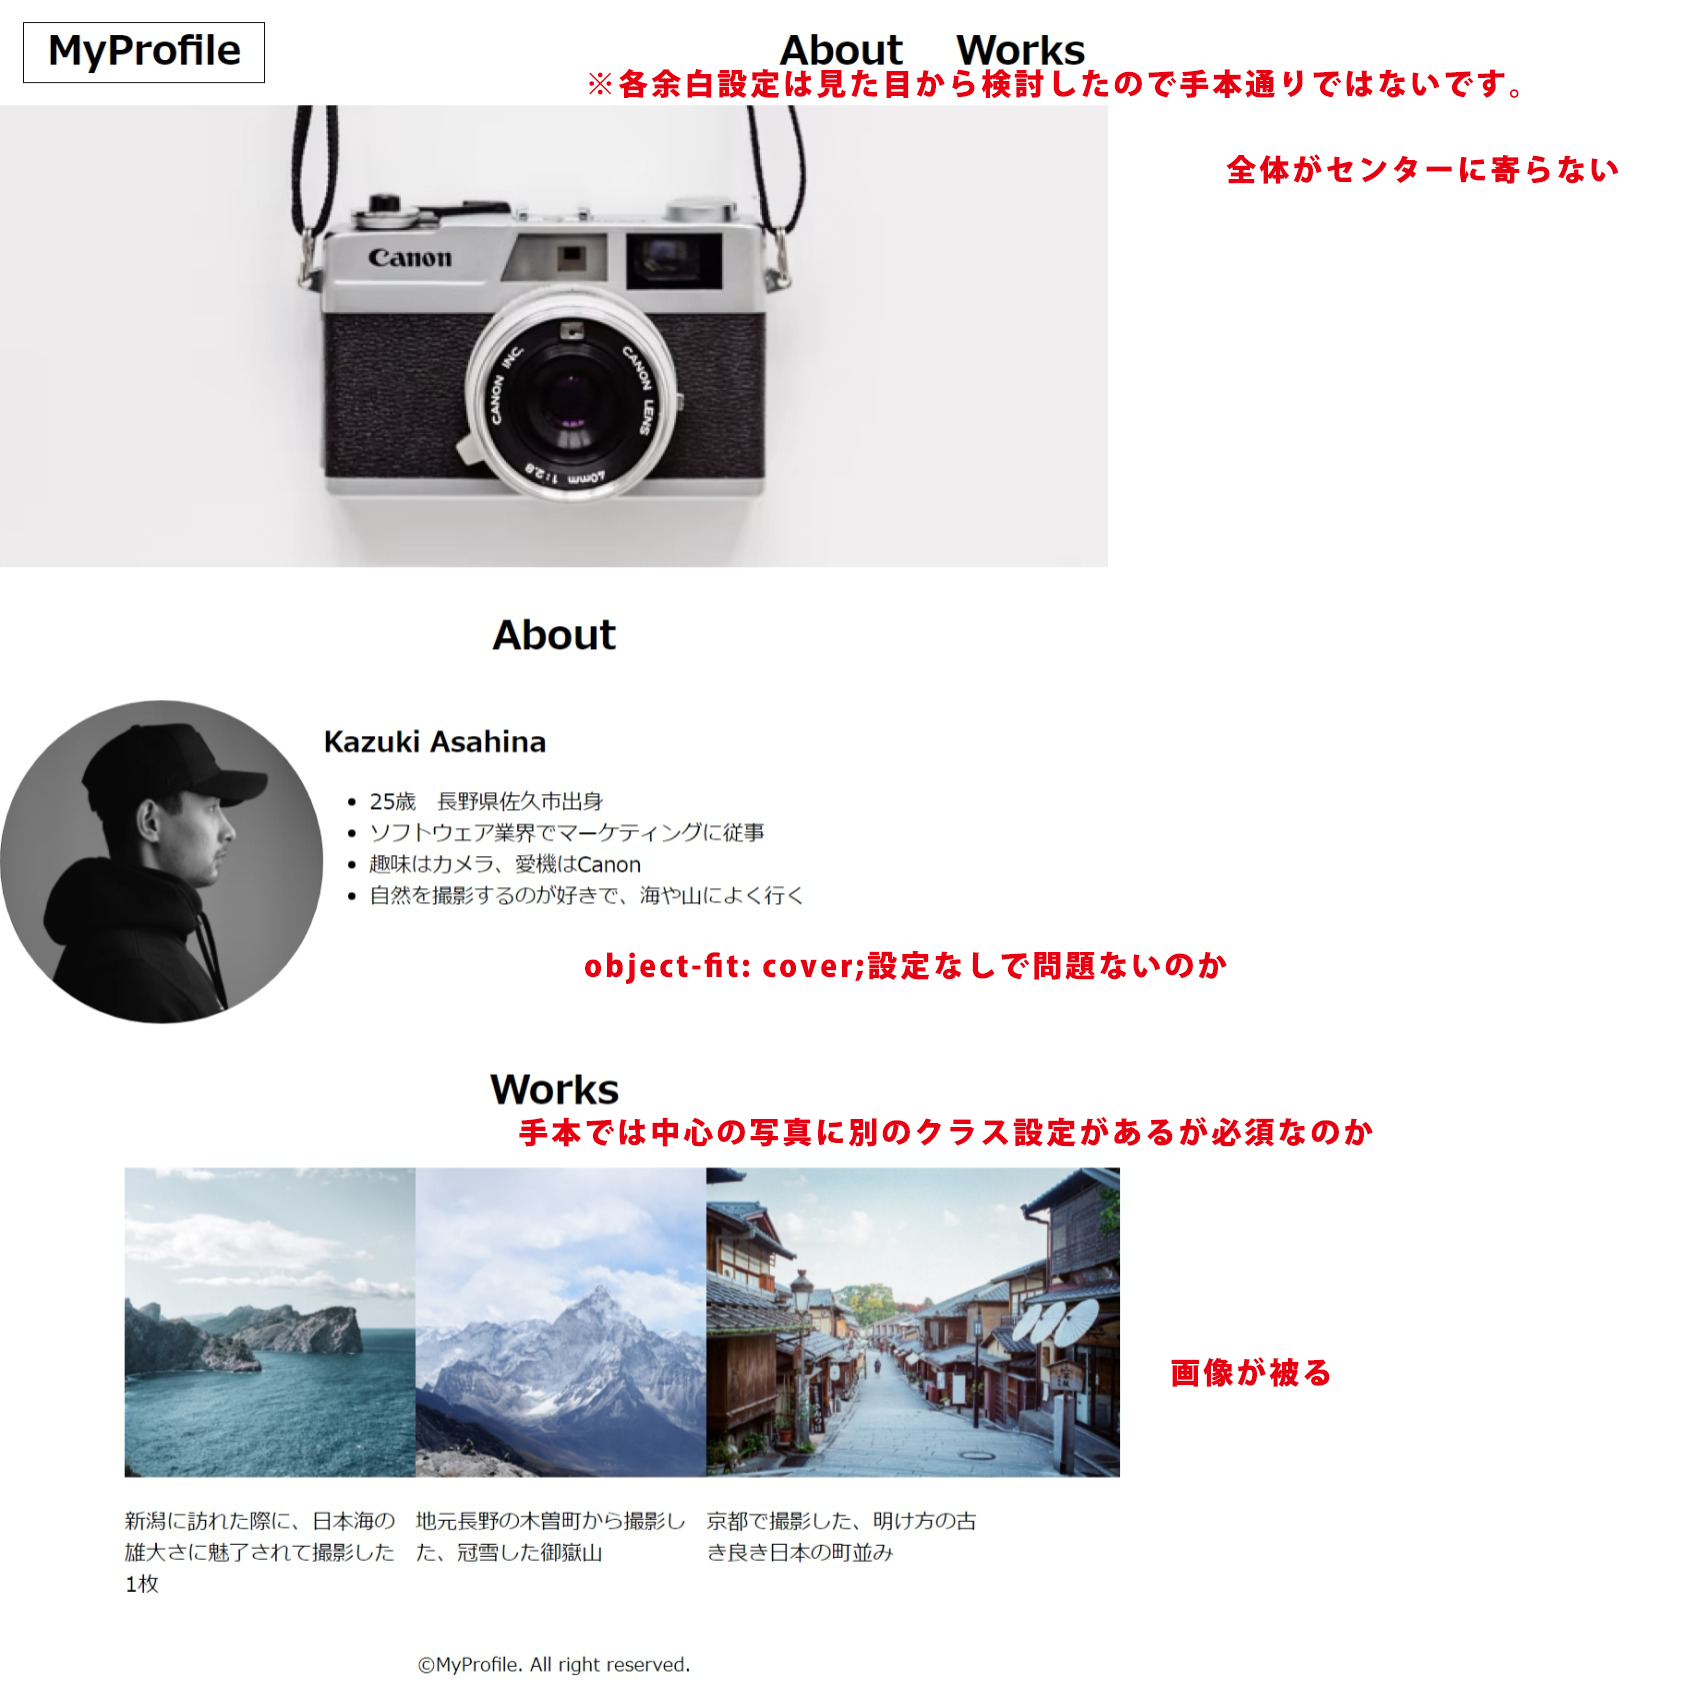 MyProfile
About Works
※各余白設定は見た目から検討したので手本通りではないです。
全体がセンターに寄らない
Canon
CANON INC.
CANON LENS
40mm 1:2.8
About
Kazuki Asahina
• 25歳　長野県佐久市出身
• ソフトウェア業界でマーケティングに従事
• 趣味はカメラ、愛機はCanon
• 自然を撮影するのが好きで、海や山によく行く
object-fit: cover;設定なしで問題ないのか
Works
手本では中心の写真に別のクラス設定があるが必須なのか
画像が被る
新潟に訪れた際に、日本海の
雄大さに魅了されて撮影した
1枚
地元長野の木曽町から撮影し
た、冠雪した御嶽山
京都で撮影した、明け方の古
き良き日本の町並み
©MyProfile. All right reserved.